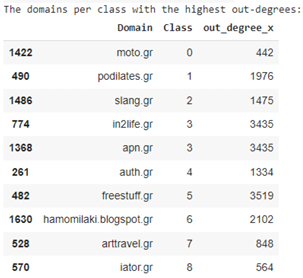 The domains per class with the highest out-degrees:
Domain Class out_degree_x
1422 moto.gr 0 442
490 podilates.gr 1 1976
1486 slang.gr 2 1475
774 in2life.gr 3 3435
1368 apn.gr 3 3435
261 auth.gr 4 1334
482 freestuff.gr 5 3519
1630 hamomilaki.blogspot.gr 6 2102
528 arttravel.gr 7 848
570 iator.gr 8 564